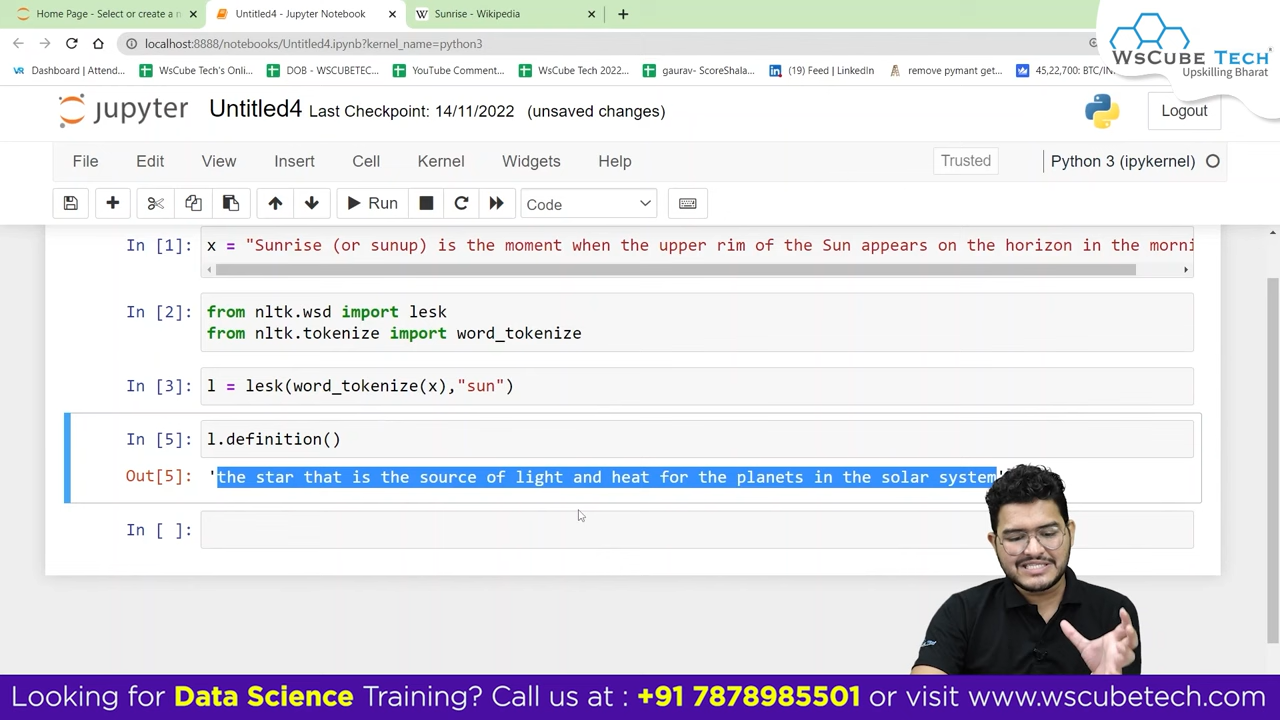 Home Page - Select or create a n
Untitled4 - Jupyter Notebook
Sunrise - Wikipedia
localhost:8888/notebooks/Untitled4.ipynb?kernel_name=python3
Dashboard | Attend...
WsCube Tech's Onli...
DOB - WSCUBETEC...
YouTube Comment...
WsCube Tech 2022...
gaurav- ScoreShala...
(19) Feed | LinkedIn
remove pymant get...
45,22,700: BTC/IN
WsCube Tech
Upskilling Bharat
jupyter Untitled4 Last Checkpoint: 14/11/2022 (unsaved changes)
Logout
File Edit View Insert Cell Kernel Widgets Help
Trusted
Python 3 (ipykernel)
Run
Code
In [1]: x = "Sunrise (or sunup) is the moment when the upper rim of the Sun appears on the horizon in the morni
In [2]: from nltk.wsd import lesk
from nltk.tokenize import word_tokenize
In [3]: l = lesk(word_tokenize(x),"sun")
In [5]: l.definition()
Out[5]: 'the star that is the source of light and heat for the planets in the solar system'
In [ ]:
Looking for Data Science Training? Call us at : +91 7878985501 or visit www.wscubetech.com